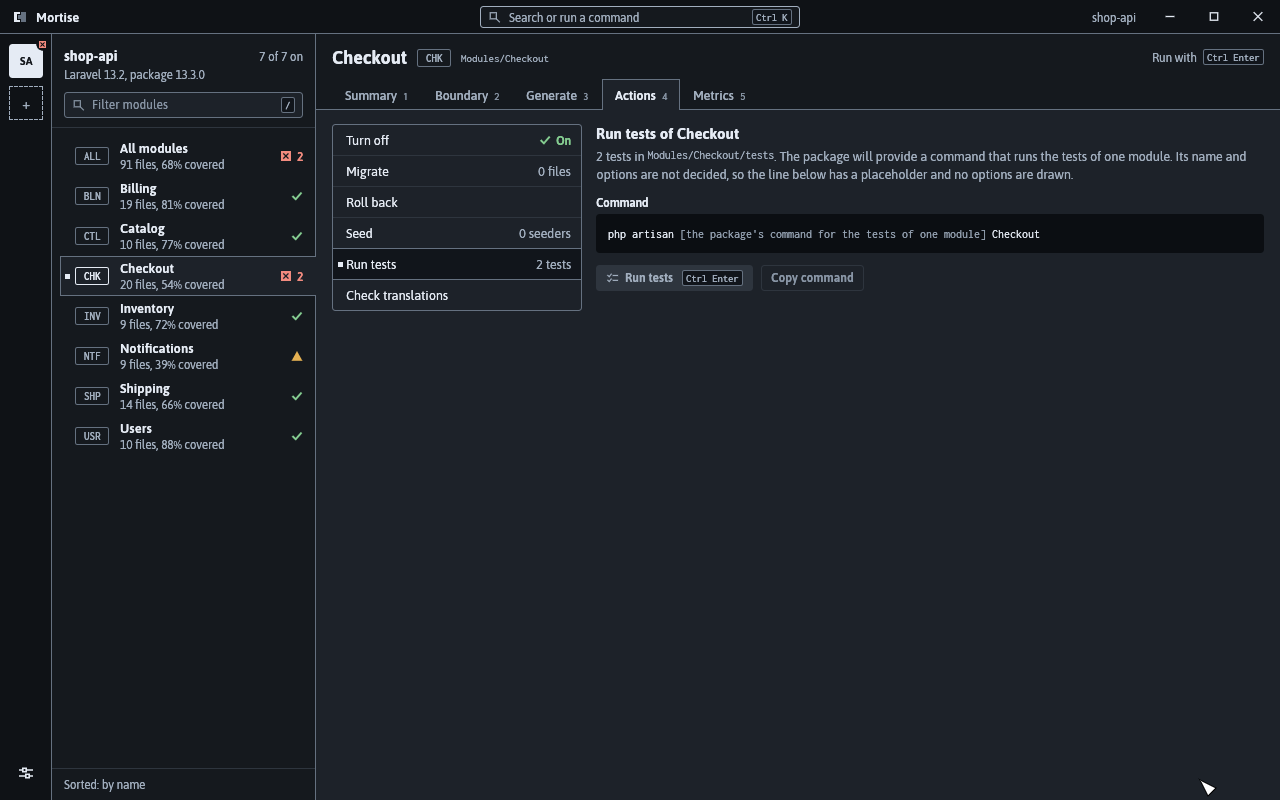 Mortise
Search or run a command
Ctrl K
shop-api
SA
+
shop-api
7 of 7 on
Laravel 13.2, package 13.3.0
Filter modules
/
ALL
All modules
91 files, 68% covered
2
BLN
Billing
19 files, 81% covered
CTL
Catalog
10 files, 77% covered
CHK
Checkout
20 files, 54% covered
2
INV
Inventory
9 files, 72% covered
NTF
Notifications
9 files, 39% covered
SHP
Shipping
14 files, 66% covered
USR
Users
10 files, 88% covered
Sorted: by name
Checkout
CHK
Modules/Checkout
Run with
Ctrl Enter
Summary 1
Boundary 2
Generate 3
Actions 4
Metrics 5
Turn off
On
Migrate
0 files
Roll back
Seed
0 seeders
Run tests
2 tests
Check translations
Run tests of Checkout
2 tests in Modules/Checkout/tests. The package will provide a command that runs the tests of one module. Its name and
options are not decided, so the line below has a placeholder and no options are drawn.
Command
php artisan [the package's command for the tests of one module] Checkout
Run tests
Ctrl Enter
Copy command